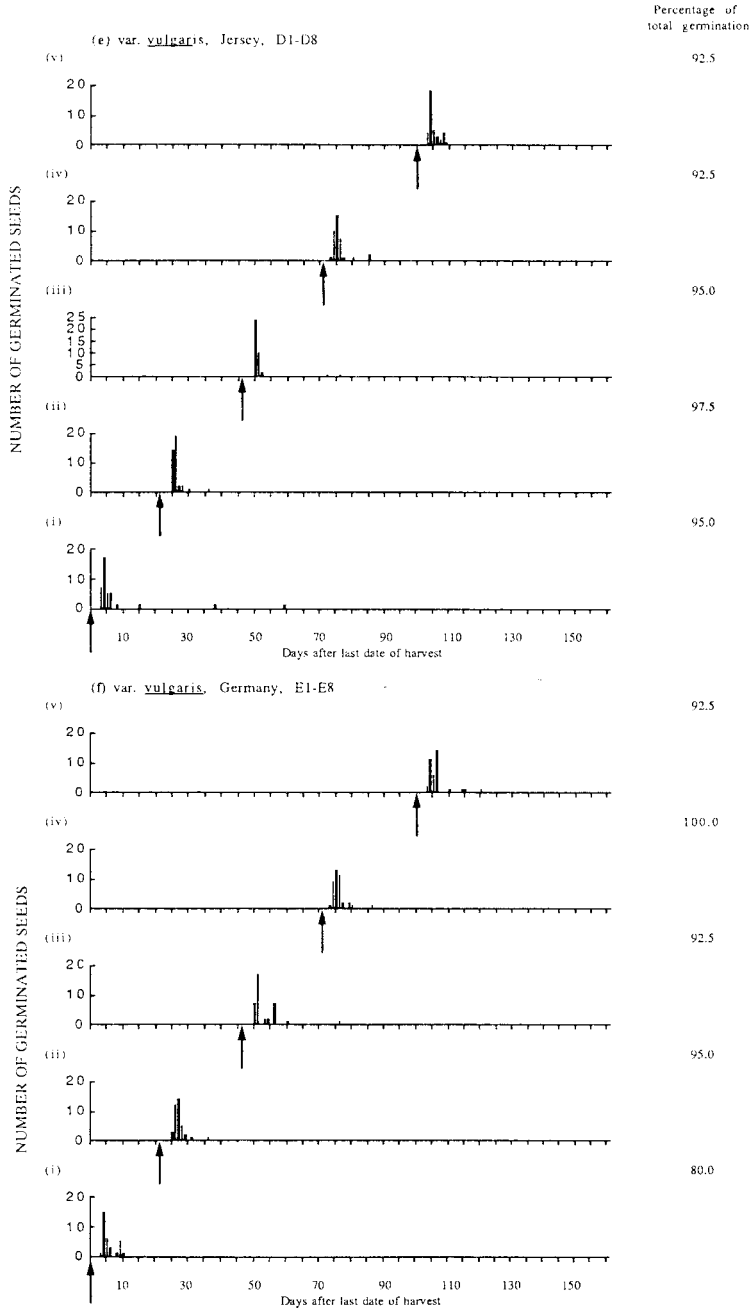 Percentage of
total germination
(e) var. vulgaris, Jersey, D1-D8
(v) 92.5
20
10
0
(iv) 92.5
20
10
0
(iii) 95.0
25
20
15
10
5
0
(ii) 97.5
20
10
0
(i) 95.0
20
10
0
10 30 50 70 90 110 130 150
Days after last date of harvest
NUMBER OF GERMINATED SEEDS
(f) var. vulgaris, Germany, E1-E8
(v) 92.5
20
10
0
(iv) 100.0
20
10
0
(iii) 92.5
20
10
0
(ii) 95.0
20
10
0
(i) 80.0
20
10
0
10 30 50 70 90 110 130 150
Days after last date of harvest
NUMBER OF GERMINATED SEEDS